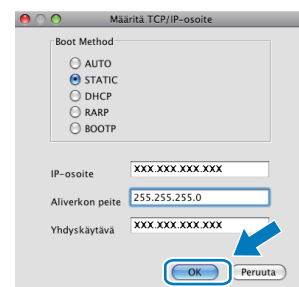 Määritä TCP/IP-osoite
Boot Method
AUTO
STATIC
DHCP
RARP
BOOTP
IP-osoite XXX.XXX.XXX.XXX
Aliverkon peite 255.255.255.0
Yhdyskäytävä XXX.XXX.XXX.XXX
OK Peruuta